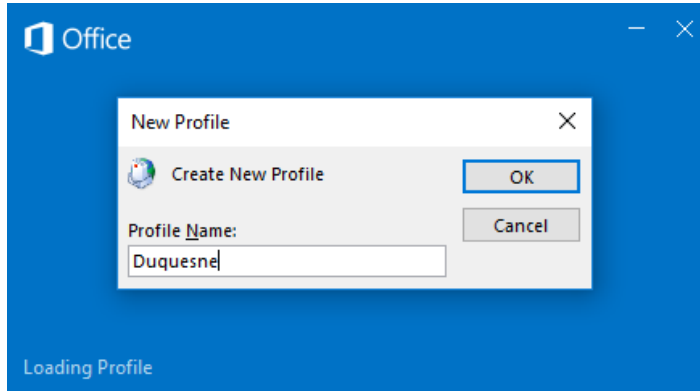 Office
New Profile
Create New Profile
OK
Cancel
Profile Name:
Duquesne
Loading Profile